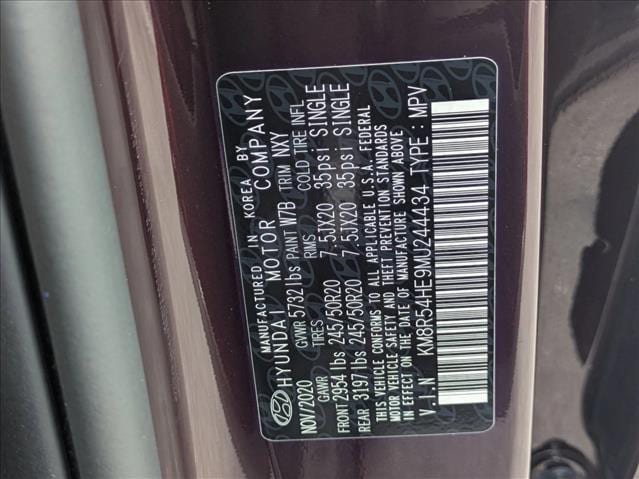 MANUFACTURED IN KOREA BY
HYUNDAI MOTOR COMPANY
NOV/2020 GVWR 5732 lbs PAINT W7B TRIM NXY
GAWR TIRES RIMS COLD TIRE INFL
FRONT 2954 lbs 245/50R20 7.5JX20 35psi SINGLE
REAR 3197 lbs 245/50R20 7.5JX20 35psi SINGLE
THIS VEHICLE CONFORMS TO ALL APPLICABLE U.S.A. FEDERAL
MOTOR VEHICLE SAFETY AND THEFT PREVENTION STANDARDS
IN EFFECT ON THE DATE OF MANUFACTURE SHOWN ABOVE
V-I-N : KM8R54HE9MU244434 TYPE : MPV